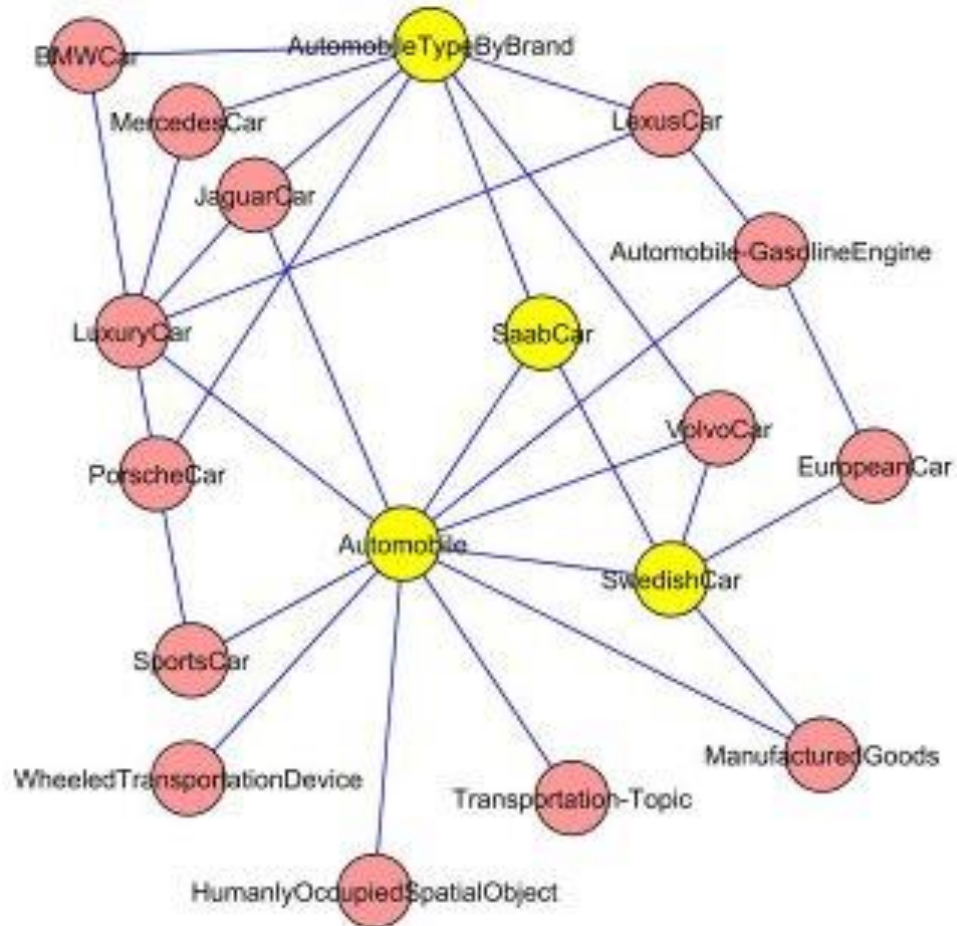 AutomobileTypeByBrand
BMWCar
MercedesCar
LexusCar
JaguarCar
Automobile-GasolineEngine
LuxuryCar
SaabCar
VolvoCar
EuropeanCar
PorscheCar
Automobile
SwedishCar
SportsCar
ManufacturedGoods
WheeledTransportationDevice
Transportation-Topic
HumanlyOccupiedSpatialObject